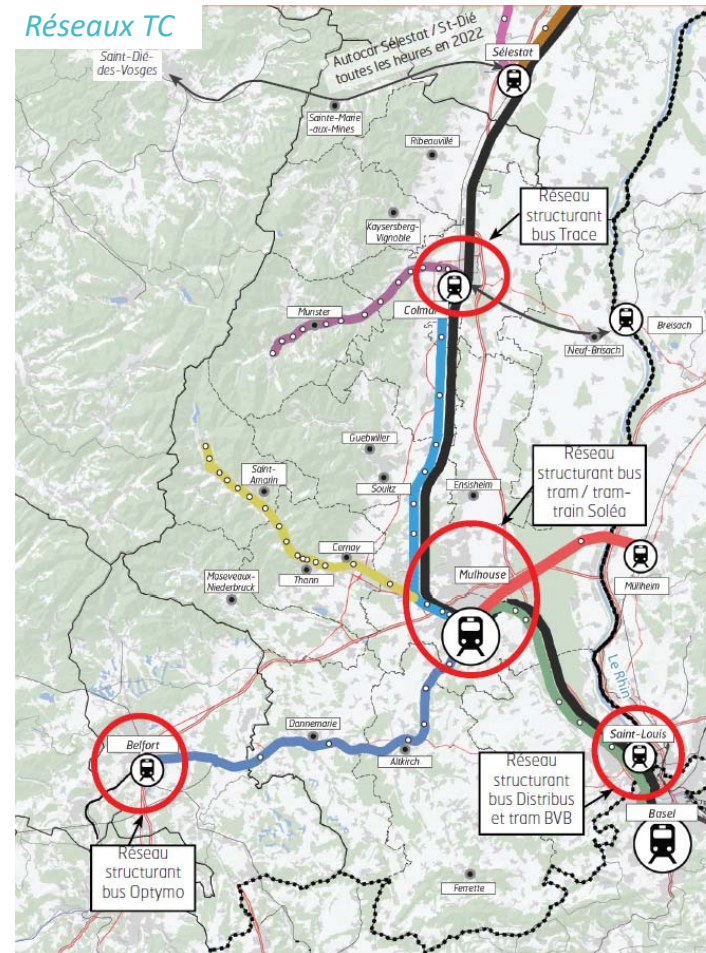 Réseaux TC
Saint-Dié-
des-Vosges
Autocar Sélestat / St-Dié
toutes les heures en 2022
Sélestat
Sainte-Marie
-aux-Mines
Ribeauvillé
Réseau
structurant
bus Trace
Kaysersberg-
Vignoble
Colmar
Munster
Breisach
Neuf-Brisach
Guebwiller
Soultz
Ensisheim
Réseau
structurant bus
tram / tram-
train Soléa
Saint-
Amarin
Cernay
Thann
Maseveaux-
Niederbruck
Mulhouse
Müllheim
Le Rhin
Dannemarie
Altkirch
Belfort
Saint-Louis
Réseau
structurant
bus Distribus
et tram BVB
Basel
Réseau
structurant
bus Optymo
Ferrette